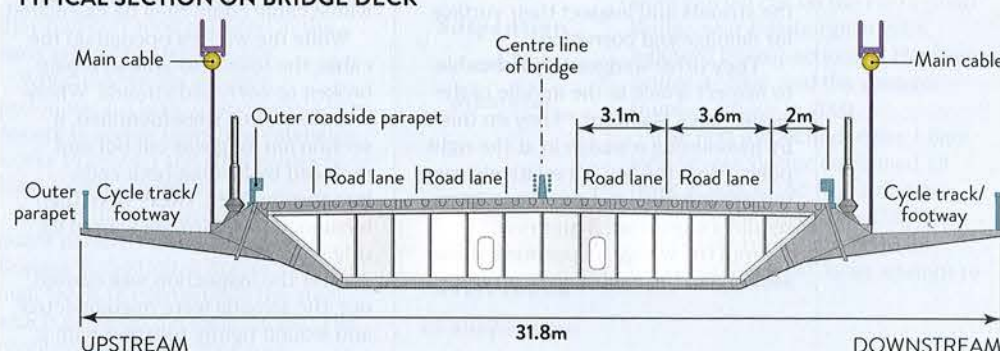 TYPICAL SECTION ON BRIDGE DECK
Main cable
Centre line
of bridge
Main cable
Outer roadside parapet
3.1m
3.6m
2m
Outer
parapet
Cycle track/
footway
Road lane
Road lane
Road lane
Road lane
Cycle track/
footway
31.8m
UPSTREAM
DOWNSTREAM